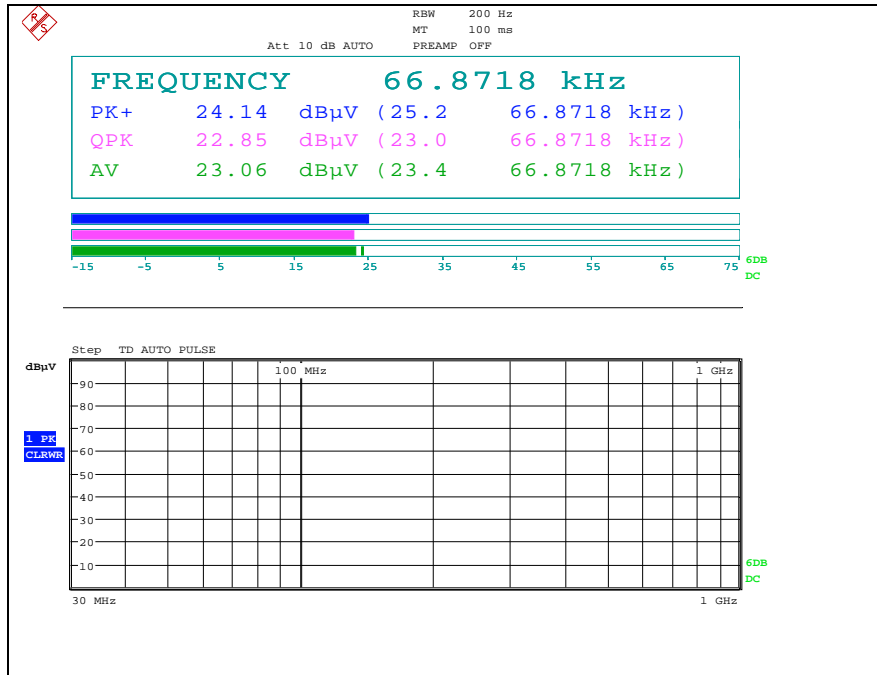 R S
RBW 200 Hz
MT 100 ms
Att 10 dB AUTO PREAMP OFF
FREQUENCY 66.8718 kHz
PK+ 24.14 dBµV (25.2 66.8718 kHz)
QPK 22.85 dBµV (23.0 66.8718 kHz)
AV 23.06 dBµV (23.4 66.8718 kHz)
-15 -5 5 15 25 35 45 55 65 75
6DB
DC
Step TD AUTO PULSE
dBµV
100 MHz 1 GHz
90
80
70
1 PK
CLRWR
60
50
40
30
20
10
6DB
DC
30 MHz 1 GHz